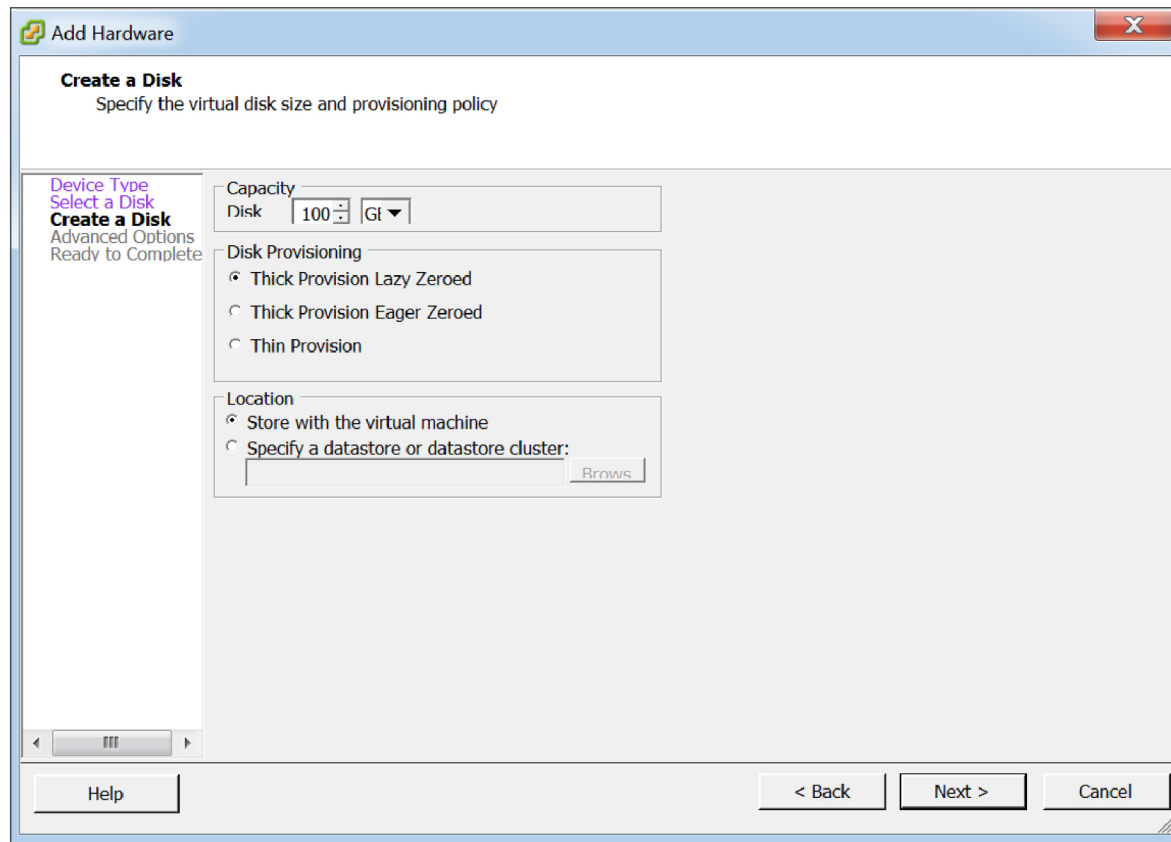 Add Hardware
Create a Disk
Specify the virtual disk size and provisioning policy
Device Type
Select a Disk
Create a Disk
Advanced Options
Ready to Complete
Capacity
Disk 100 GB
Disk Provisioning
Thick Provision Lazy Zeroed
Thick Provision Eager Zeroed
Thin Provision
Location
Store with the virtual machine
Specify a datastore or datastore cluster:
Brows
Help
< Back
Next >
Cancel